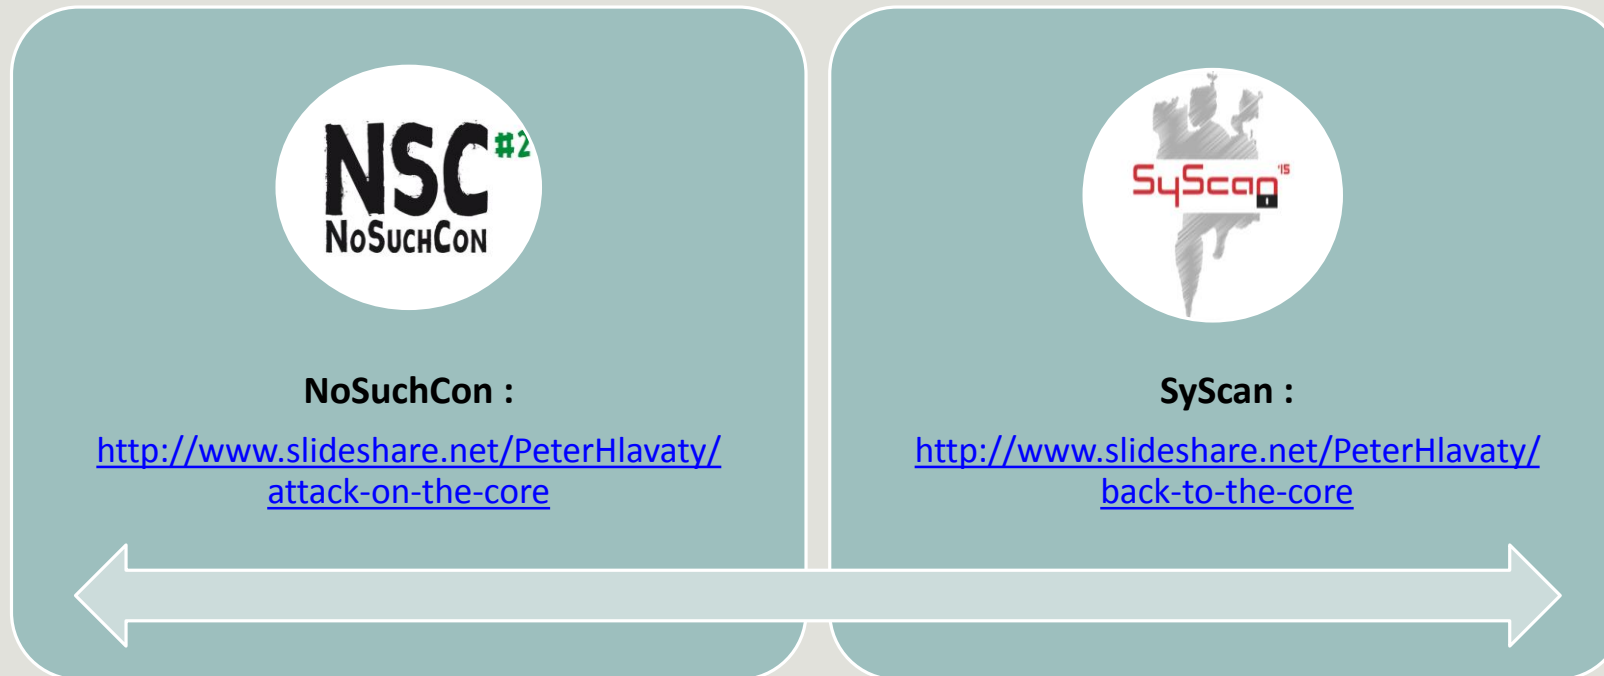 NSC#2
NoSuchCon
NoSuchCon :
http://www.slideshare.net/PeterHlavaty/
attack-on-the-core
SyScan'15
SyScan :
http://www.slideshare.net/PeterHlavaty/
back-to-the-core